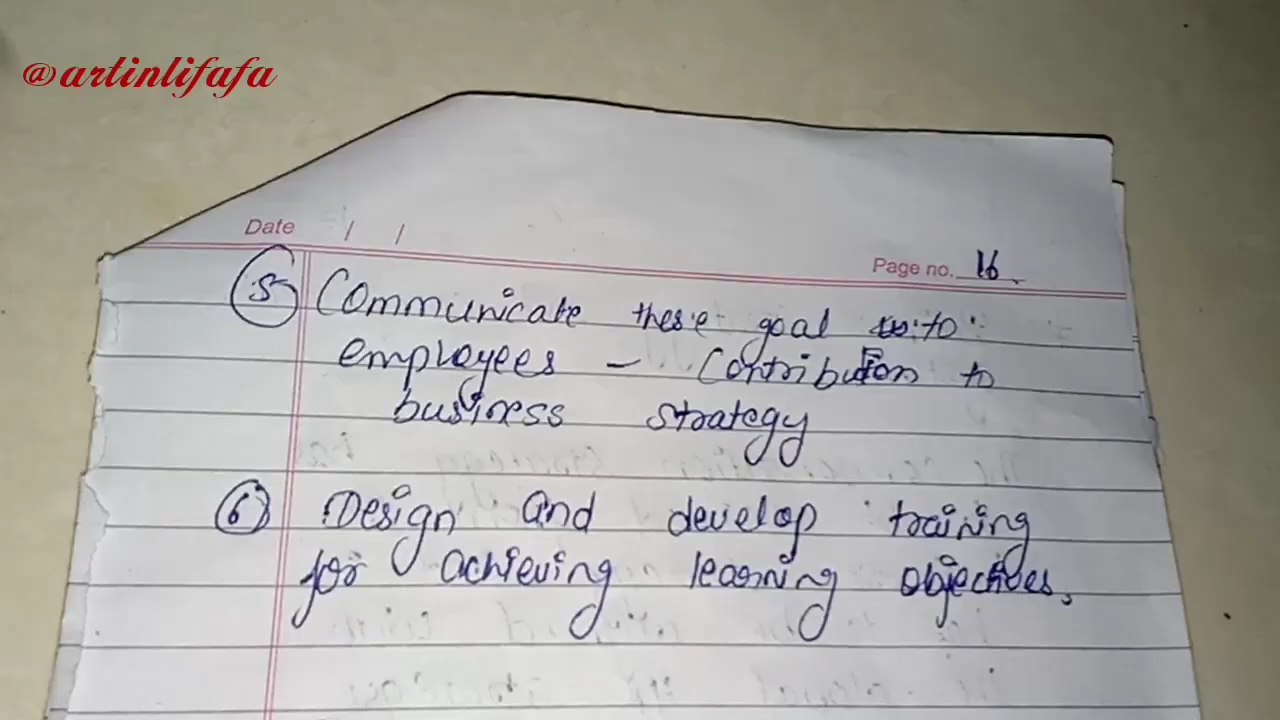 @artinlifafa
Date / /
Page no. 16
5 Communicate these goal to
employees - Contribution to
business strategy
6 Design and develop training
for achieving learning objectives.